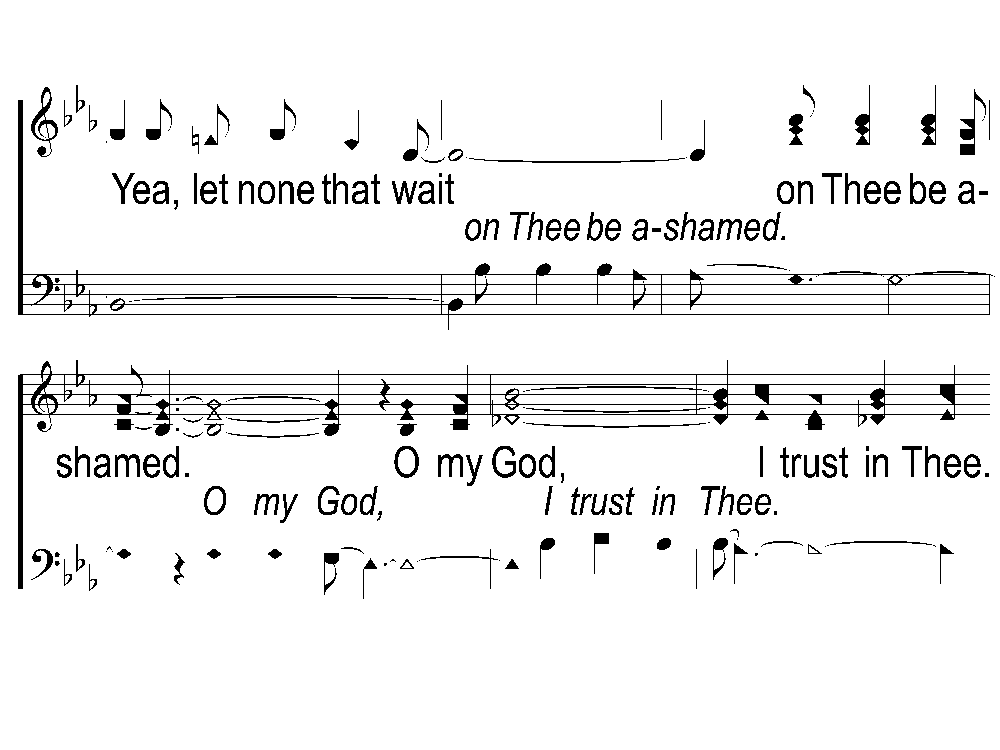 Yea, let none that wait on Thee be a-
on Thee be a-shamed.
shamed. O my God, I trust in Thee.
O my God, I trust in Thee.